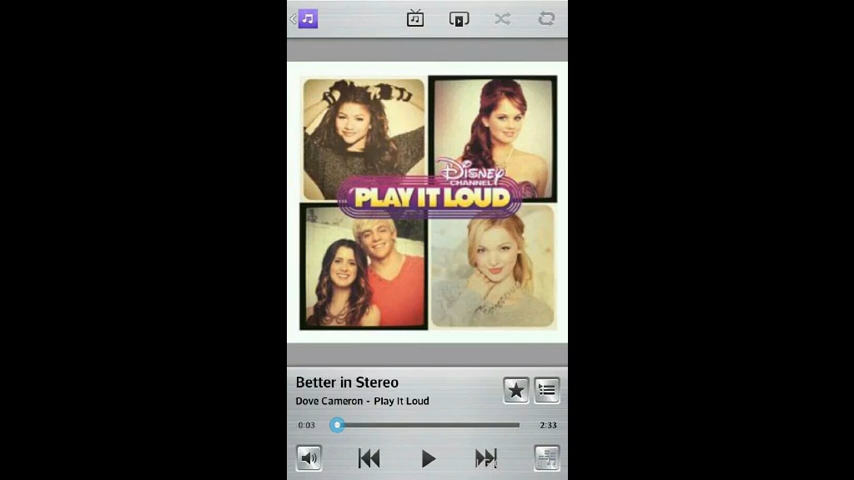 Disney
CHANNEL
PLAY IT LOUD
Better in Stereo
Dove Cameron - Play It Loud
0:03
2:33